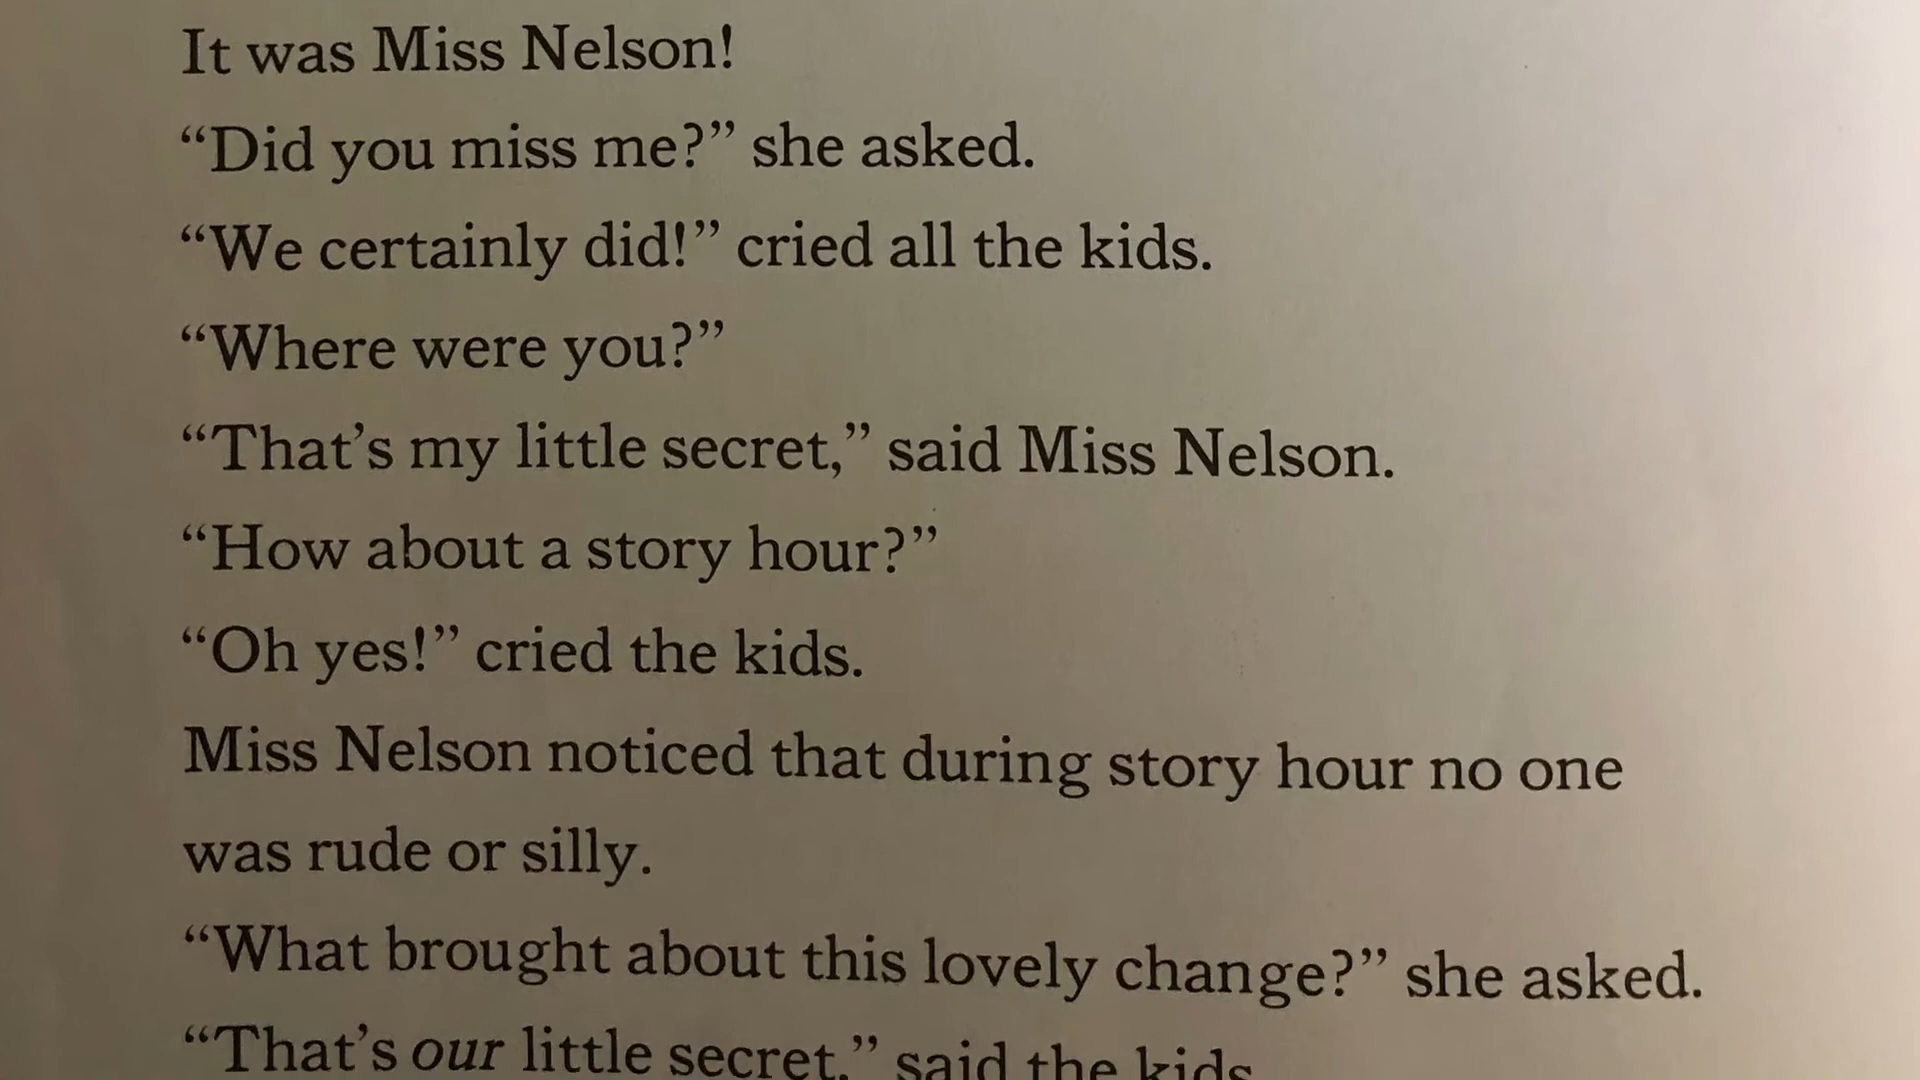 It was Miss Nelson!
“Did you miss me?” she asked.
“We certainly did!” cried all the kids.
“Where were you?”
“That’s my little secret,” said Miss Nelson.
“How about a story hour?”
“Oh yes!” cried the kids.
Miss Nelson noticed that during story hour no one
was rude or silly.
“What brought about this lovely change?” she asked.
“That’s our little secret,” said the kids